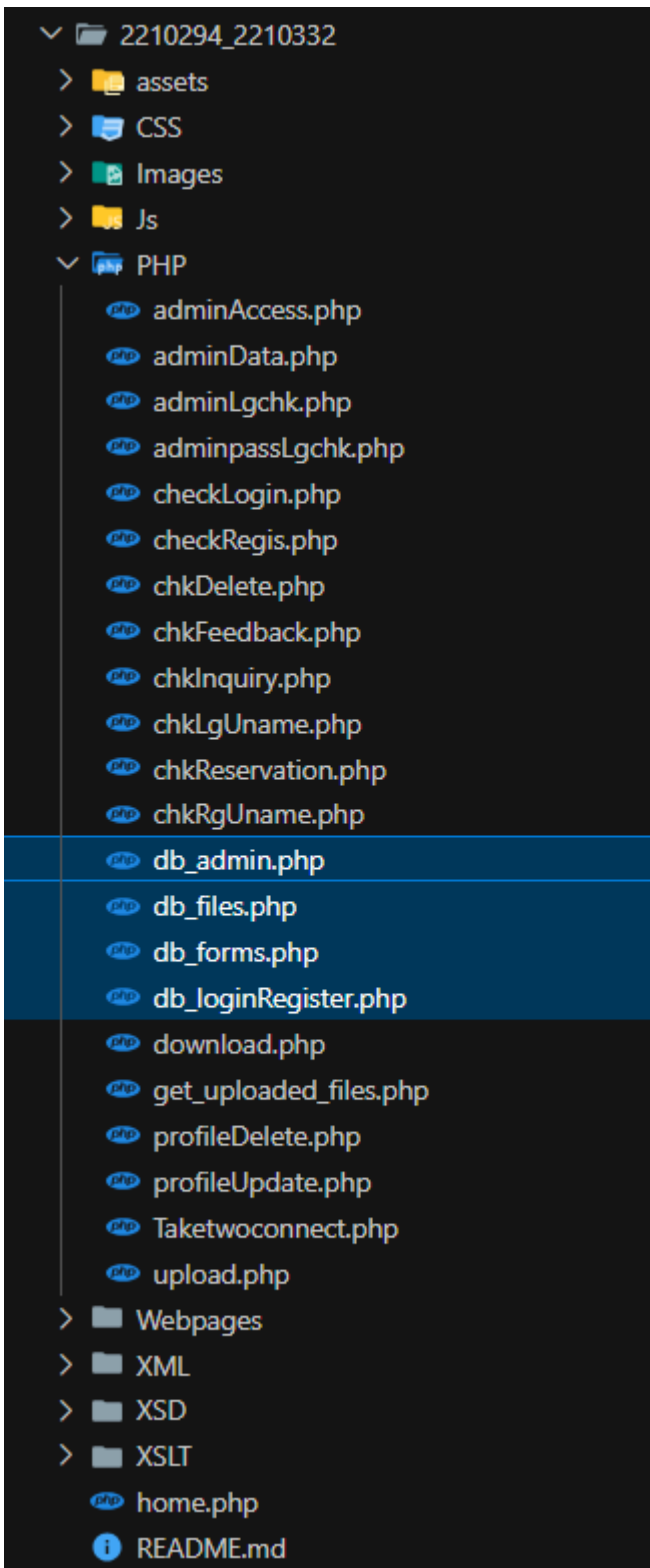 2210294_2210332
assets
CSS
Images
Js
PHP
adminAccess.php
adminData.php
adminLgchk.php
adminpassLgchk.php
checkLogin.php
checkRegis.php
chkDelete.php
chkFeedback.php
chkInquiry.php
chkLgUname.php
chkReservation.php
chkRgUname.php
db_admin.php
db_files.php
db_forms.php
db_loginRegister.php
download.php
get_uploaded_files.php
profileDelete.php
profileUpdate.php
Taketwoconnect.php
upload.php
Webpages
XML
XSD
XSLT
home.php
README.md